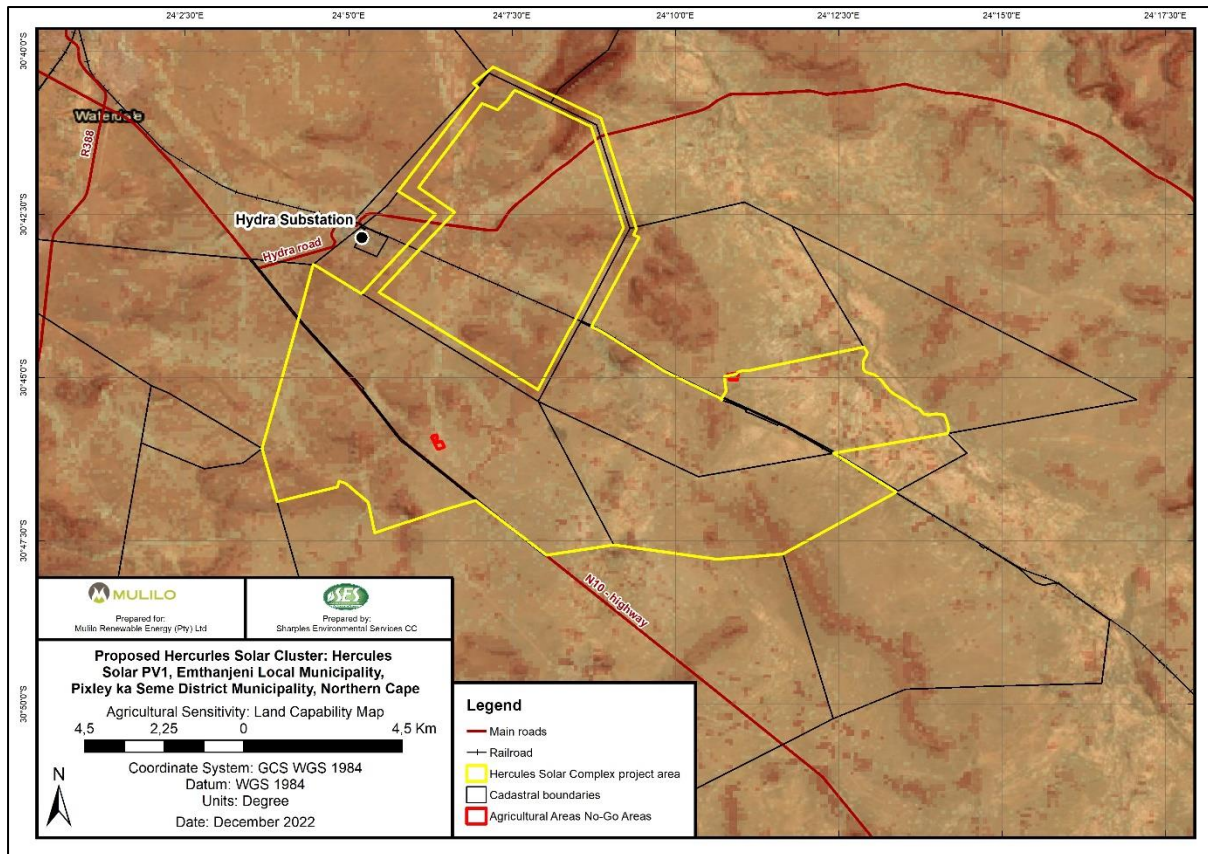 24°2'30"E 24°5'0"E 24°7'30"E 24°10'0"E 24°12'30"E 24°15'0"E 24°17'30"E
30°40'0"S
30°42'30"S
30°45'0"S
30°47'30"S
30°50'0"S
Waterdale
R388
Hydra Substation
Hydra road
N10 - highway
MULILO
Prepared for:
Mulilo Renewable Energy (Pty) Ltd
SES
Prepared by:
Sharples Environmental Services CC
Proposed Hercurles Solar Cluster: Hercules
Solar PV1, Emthanjeni Local Municipality,
Pixley ka Seme District Municipality, Northern Cape
Agricultural Sensitivity: Land Capability Map
4,5 2,25 0 4,5 Km
N
Coordinate System: GCS WGS 1984
Datum: WGS 1984
Units: Degree
Date: December 2022
Legend
Main roads
Railroad
Hercules Solar Complex project area
Cadastral boundaries
Agricultural Areas No-Go Areas